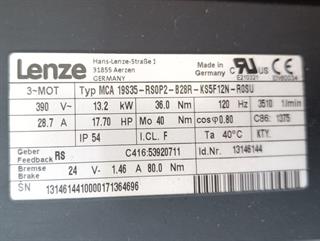 Lenze
Hans-Lenze-Straße 1
31855 Aerzen
GERMANY
Made in Germany
E210321
EN60034
3~MOT Typ MCA 19S35-RS0P2-B28R-KS5F12N-R0SU
390 V~ 13.2 kW 36.0 Nm 120 Hz 3510 1/min
28.7 A 17.70 HP Mo 40 Nm cosφ0.80 C86: 1375
IP 54 I.CL. F Ta 40°C KTY.
Geber Feedback RS C416:53920711 Id.Nr. 13146144
Bremse Brake 24 V- 1.46 A 80.0 Nm
SN 1314614410000171364696